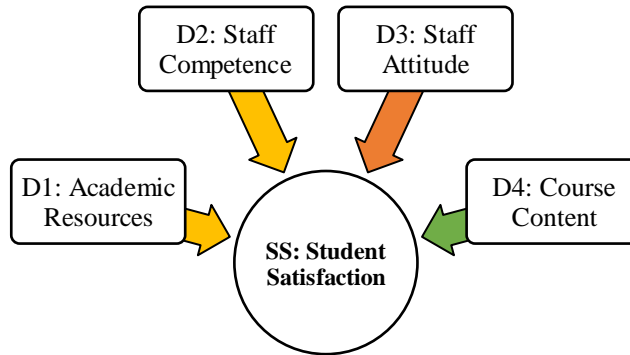 D2: Staff
Competence
D3: Staff
Attitude
D1: Academic
Resources
D4: Course
Content
SS: Student
Satisfaction